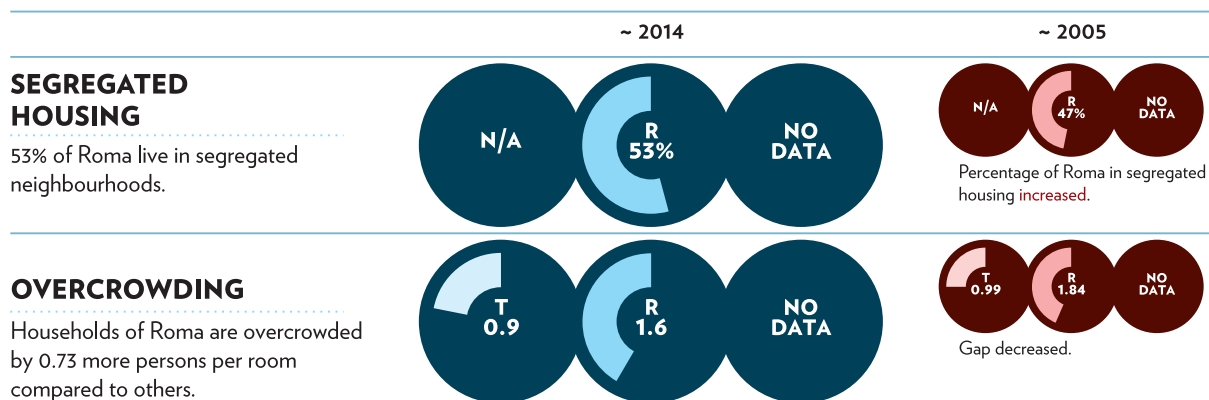 ~ 2014
~ 2005
SEGREGATED
HOUSING
53% of Roma live in segregated
neighbourhoods.
N/A
R
53%
NO
DATA
N/A
R
47%
NO
DATA
Percentage of Roma in segregated
housing increased.
OVERCROWDING
Households of Roma are overcrowded
by 0.73 more persons per room
compared to others.
T
0.9
R
1.6
NO
DATA
T
0.99
R
1.84
NO
DATA
Gap decreased.